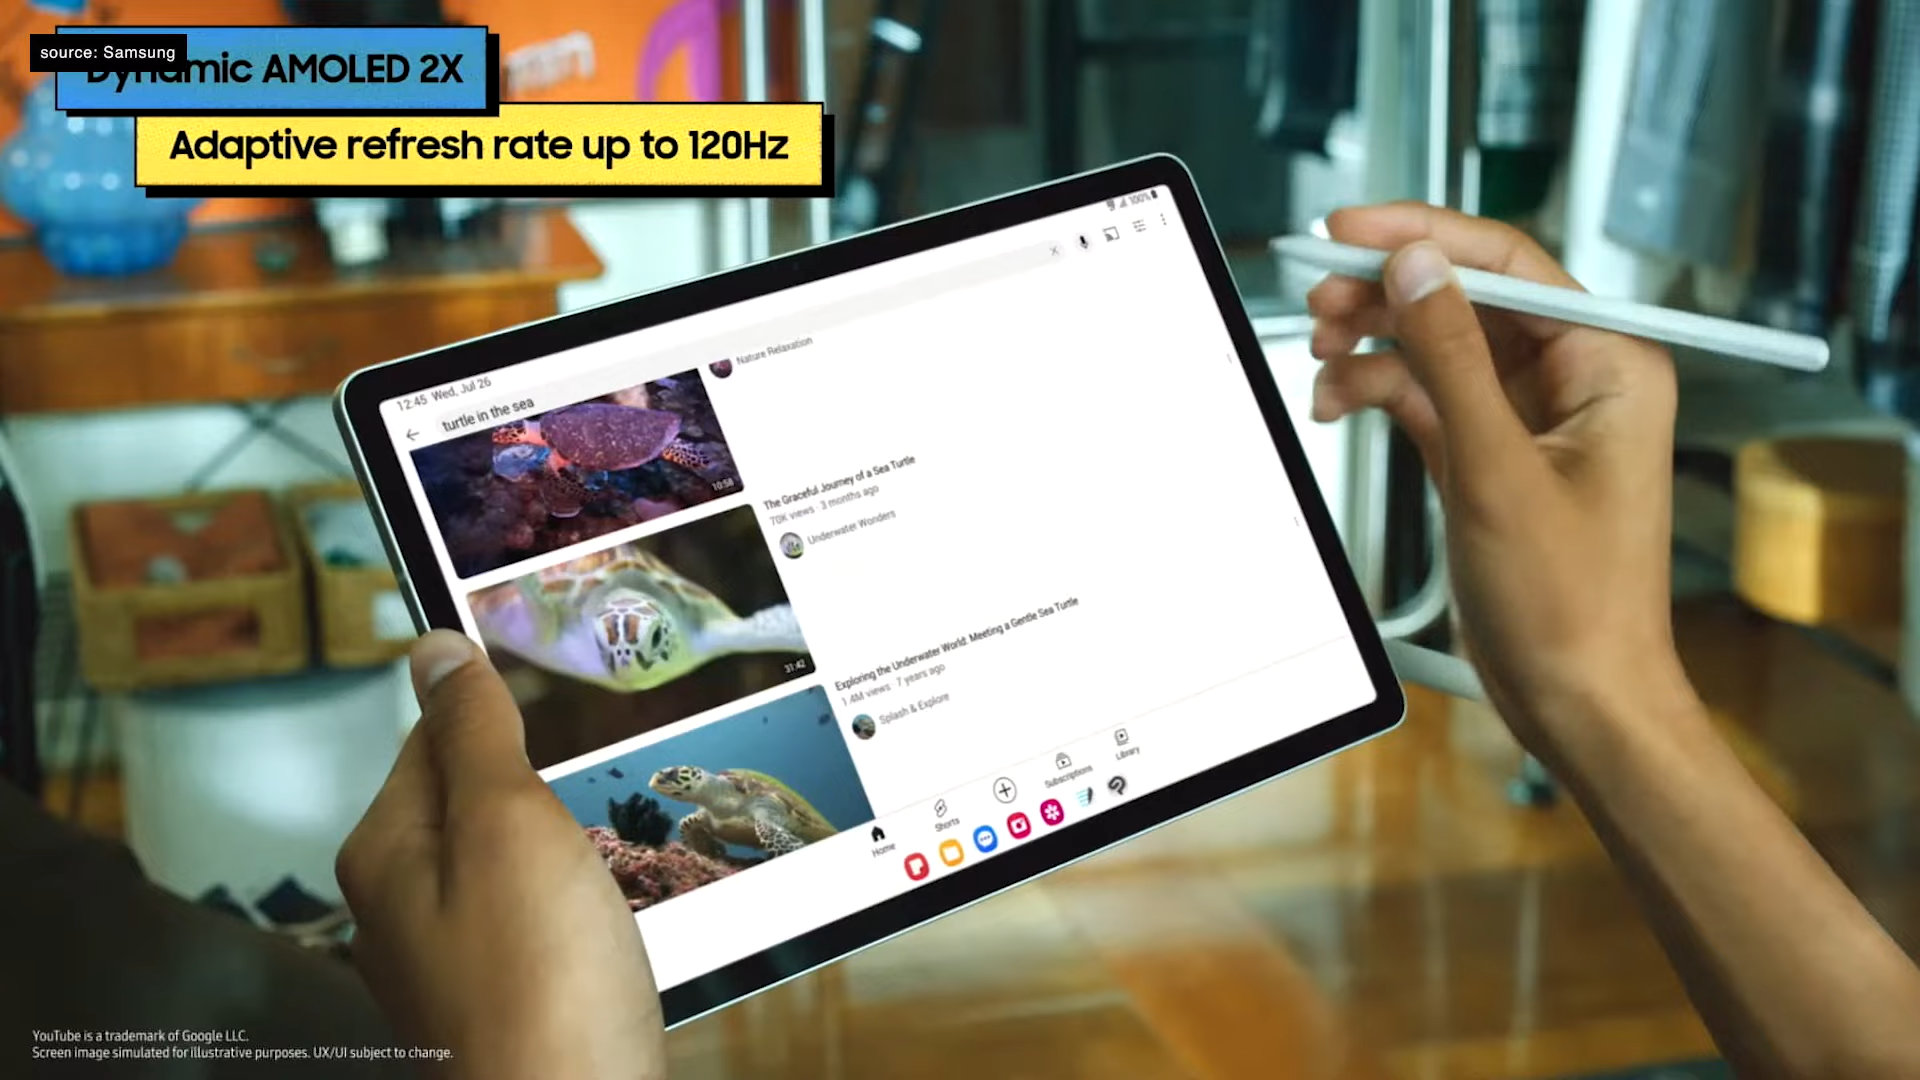 source: Samsung
Dynamic AMOLED 2X
Adaptive refresh rate up to 120Hz
100%
12:45 Wed, Jul 26
turtle in the sea
Nature Relaxation
10:58
The Graceful Journey of a Sea Turtle
70K views · 3 months ago
Underwater Wonders
31:42
Exploring the Underwater World: Meeting a Gentle Sea Turtle
1.4M views · 7 years ago
Splash & Explore
Home
Shorts
Subscriptions
Library
YouTube is a trademark of Google LLC.
Screen image simulated for illustrative purposes. UX/UI subject to change.